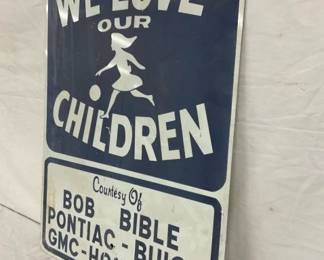 WE LOVE
OUR
CHILDREN
Courtesy Of
BOB BIBLE
PONTIAC - BUIC
GMC - HO